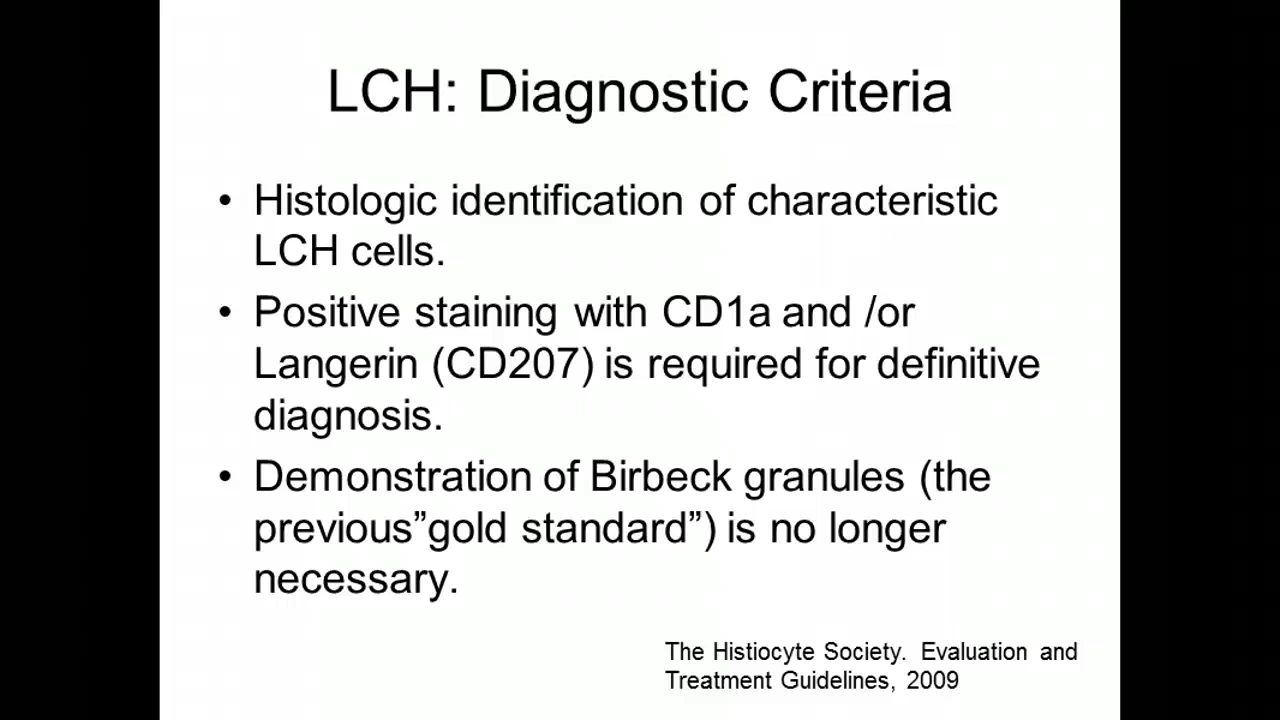 LCH: Diagnostic Criteria
• Histologic identification of characteristic
LCH cells.
• Positive staining with CD1a and /or
Langerin (CD207) is required for definitive
diagnosis.
• Demonstration of Birbeck granules (the
previous”gold standard”) is no longer
necessary.
The Histiocyte Society. Evaluation and
Treatment Guidelines, 2009